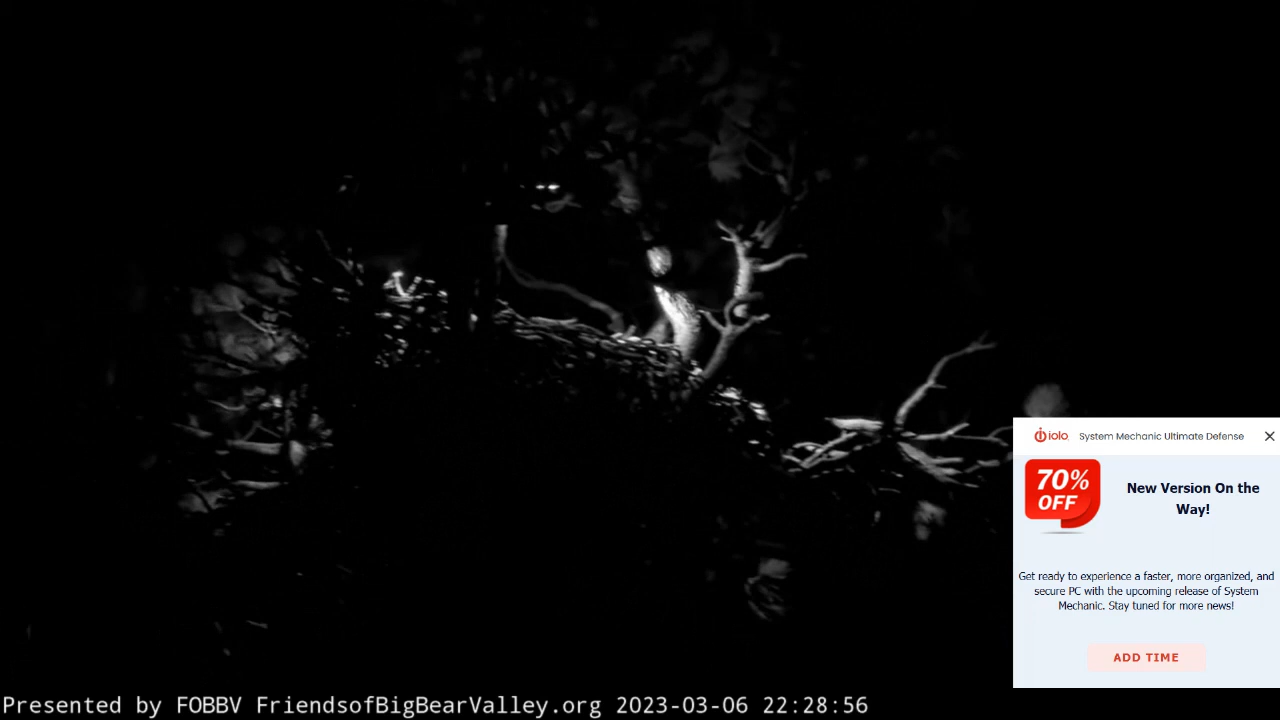 iolo System Mechanic Ultimate Defense
70%
OFF
New Version On the
Way!
Get ready to experience a faster, more organized, and
secure PC with the upcoming release of System
Mechanic. Stay tuned for more news!
ADD TIME
Presented by FOBBV FriendsofBigBearValley.org 2023-03-06 22:28:56